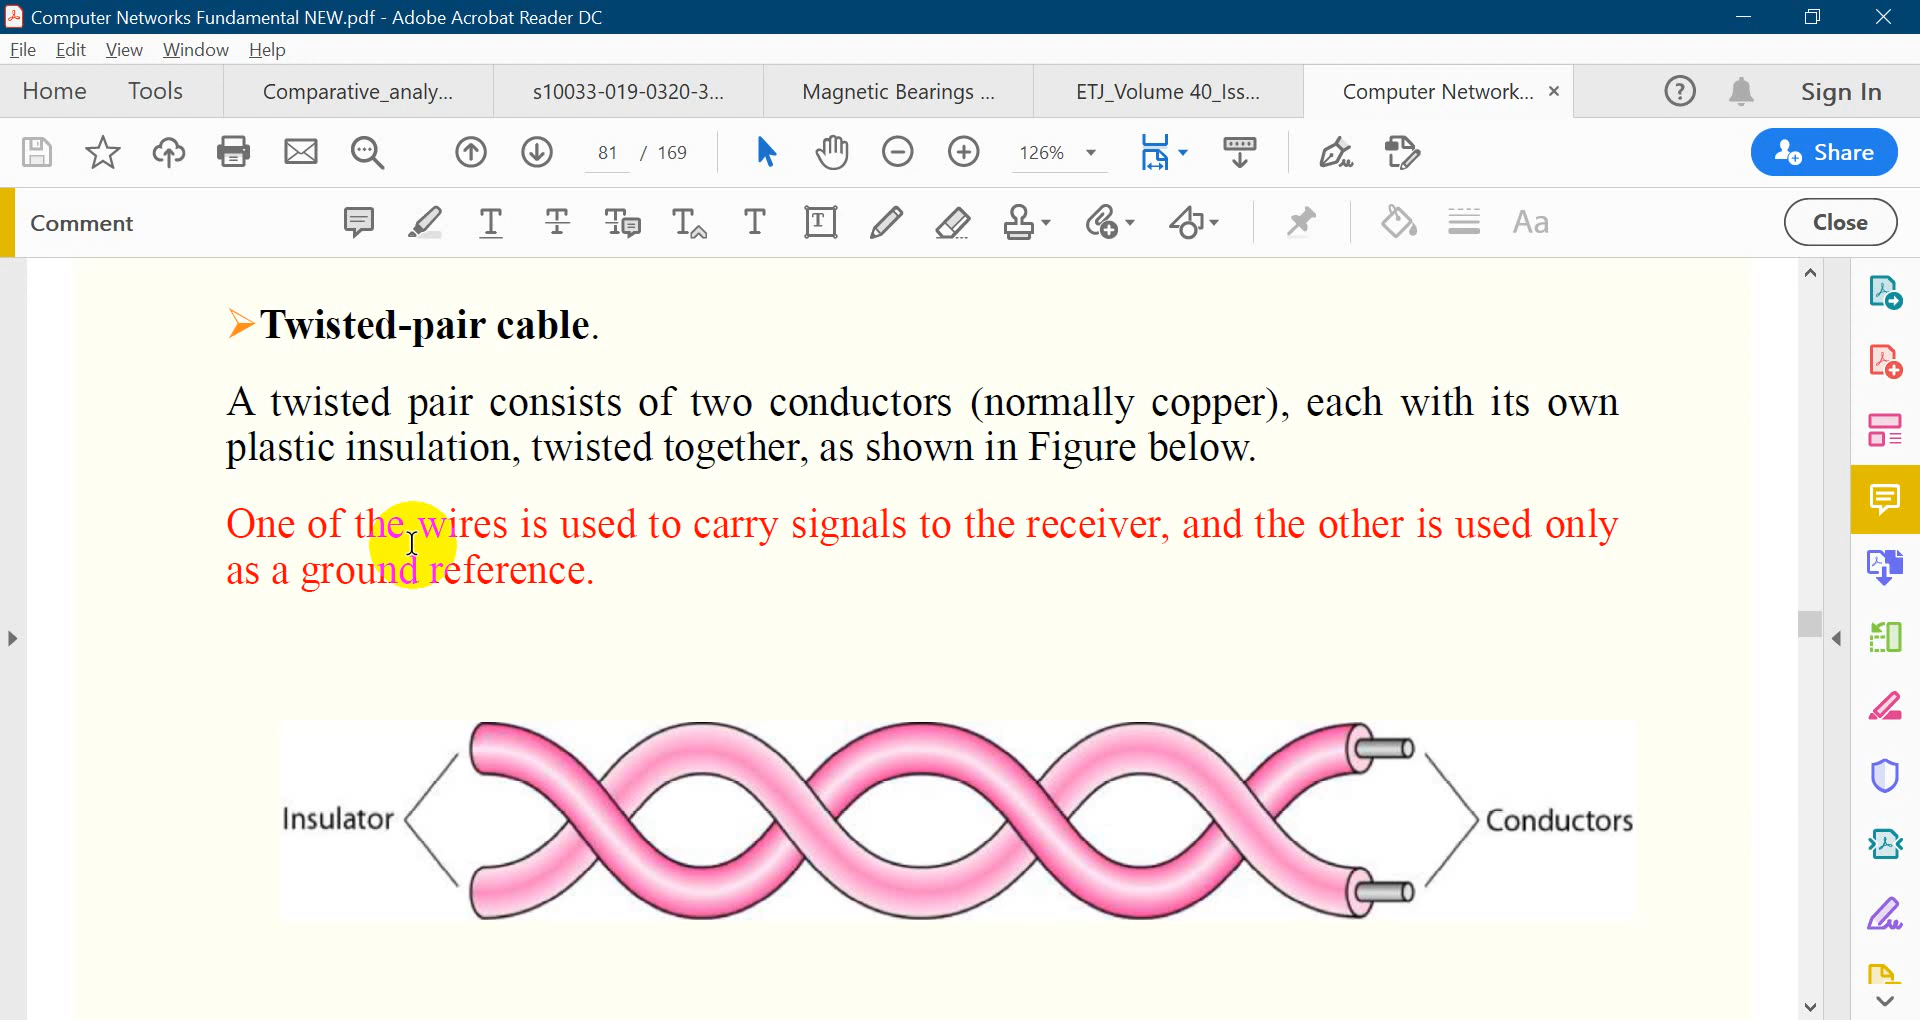 Computer Networks Fundamental NEW.pdf - Adobe Acrobat Reader DC
File Edit View Window Help
Home Tools Comparative_analy... s10033-019-0320-3... Magnetic Bearings ... ETJ_Volume 40_Iss... Computer Network... × Sign In
81 / 169 126% Share
Comment Aa Close
Twisted-pair cable.
A twisted pair consists of two conductors (normally copper), each with its own
plastic insulation, twisted together, as shown in Figure below.
One of the wires is used to carry signals to the receiver, and the other is used only
as a ground reference.
Insulator
Conductors